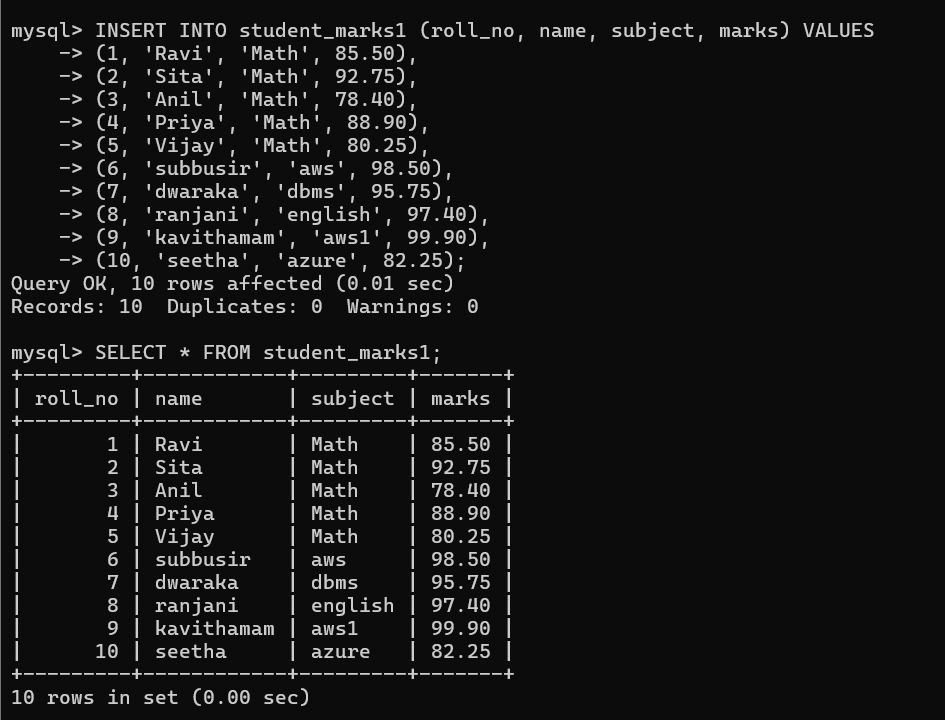 mysql> INSERT INTO student_marks1 (roll_no, name, subject, marks) VALUES
    -> (1, 'Ravi', 'Math', 85.50),
    -> (2, 'Sita', 'Math', 92.75),
    -> (3, 'Anil', 'Math', 78.40),
    -> (4, 'Priya', 'Math', 88.90),
    -> (5, 'Vijay', 'Math', 80.25),
    -> (6, 'subbusir', 'aws', 98.50),
    -> (7, 'dwaraka', 'dbms', 95.75),
    -> (8, 'ranjani', 'english', 97.40),
    -> (9, 'kavithamam', 'aws1', 99.90),
    -> (10, 'seetha', 'azure', 82.25);
Query OK, 10 rows affected (0.01 sec)
Records: 10  Duplicates: 0  Warnings: 0

mysql> SELECT * FROM student_marks1;
+---------+------------+---------+-------+
| roll_no | name       | subject | marks |
+---------+------------+---------+-------+
|       1 | Ravi       | Math    | 85.50 |
|       2 | Sita       | Math    | 92.75 |
|       3 | Anil       | Math    | 78.40 |
|       4 | Priya      | Math    | 88.90 |
|       5 | Vijay      | Math    | 80.25 |
|       6 | subbusir   | aws     | 98.50 |
|       7 | dwaraka    | dbms    | 95.75 |
|       8 | ranjani    | english | 97.40 |
|       9 | kavithamam | aws1    | 99.90 |
|      10 | seetha     | azure   | 82.25 |
+---------+------------+---------+-------+
10 rows in set (0.00 sec)